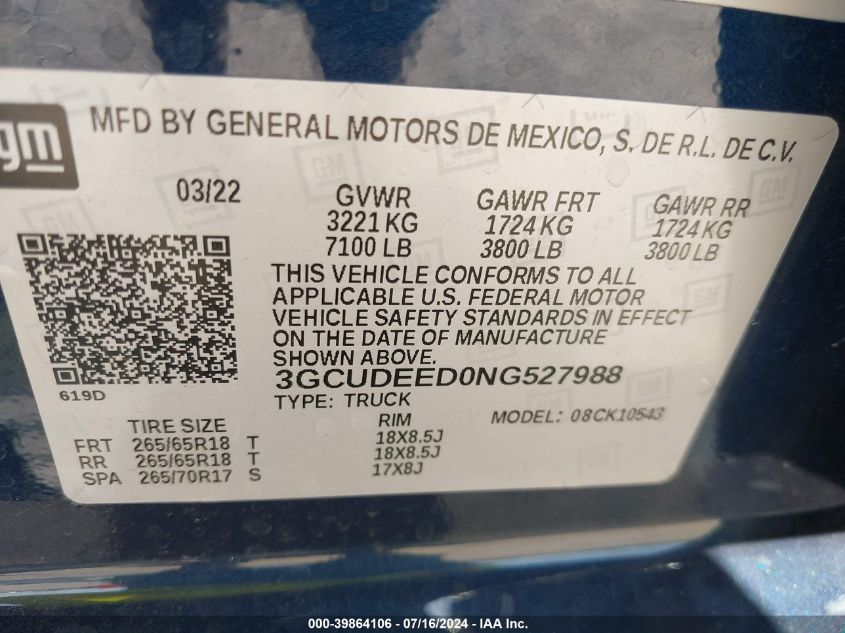 gm
MFD BY GENERAL MOTORS DE MEXICO, S. DE R.L. DE C.V.
03/22 GVWR GAWR FRT GAWR RR
3221 KG 1724 KG 1724 KG
7100 LB 3800 LB 3800 LB
THIS VEHICLE CONFORMS TO ALL
APPLICABLE U.S. FEDERAL MOTOR
VEHICLE SAFETY STANDARDS IN EFFECT
ON THE DATE OF MANUFACTURE
SHOWN ABOVE.
3GCUDEED0NG527988
619D
TYPE: TRUCK MODEL: 08CK10543
TIRE SIZE RIM
FRT 265/65R18 T 18X8.5J
RR 265/65R18 T 18X8.5J
SPA 265/70R17 S 17X8J
000-39864106 - 07/16/2024 - IAA Inc.